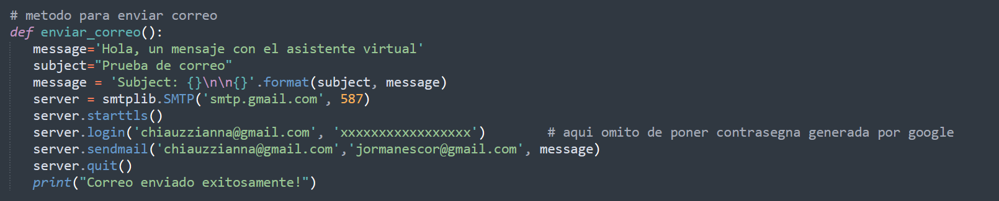 # metodo para enviar correo
def enviar_correo():
message='Hola, un mensaje con el asistente virtual'
subject="Prueba de correo"
message = 'Subject: {}\n\n{}'.format(subject, message)
server = smtplib.SMTP('smtp.gmail.com', 587)
server.starttls()
server.login('chiauzzianna@gmail.com', 'xxxxxxxxxxxxxxxxx') # aqui omito de poner contrasegna generada por google
server.sendmail('chiauzzianna@gmail.com','jormanescor@gmail.com', message)
server.quit()
print("Correo enviado exitosamente!")